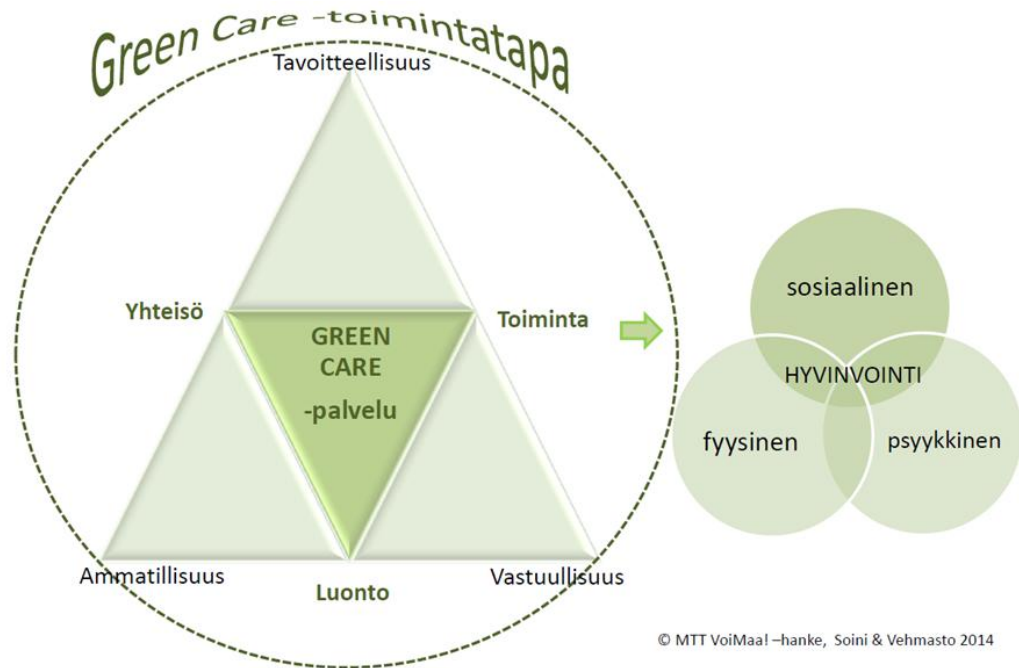 Green Care -toimintatapa
Tavoitteellisuus
Yhteisö
Toiminta
GREEN
CARE
-palvelu
Ammatillisuus
Luonto
Vastuullisuus
sosiaalinen
HYVINVOINTI
fyysinen
psyykkinen
© MTT VoiMaa! –hanke, Soini & Vehmasto 2014